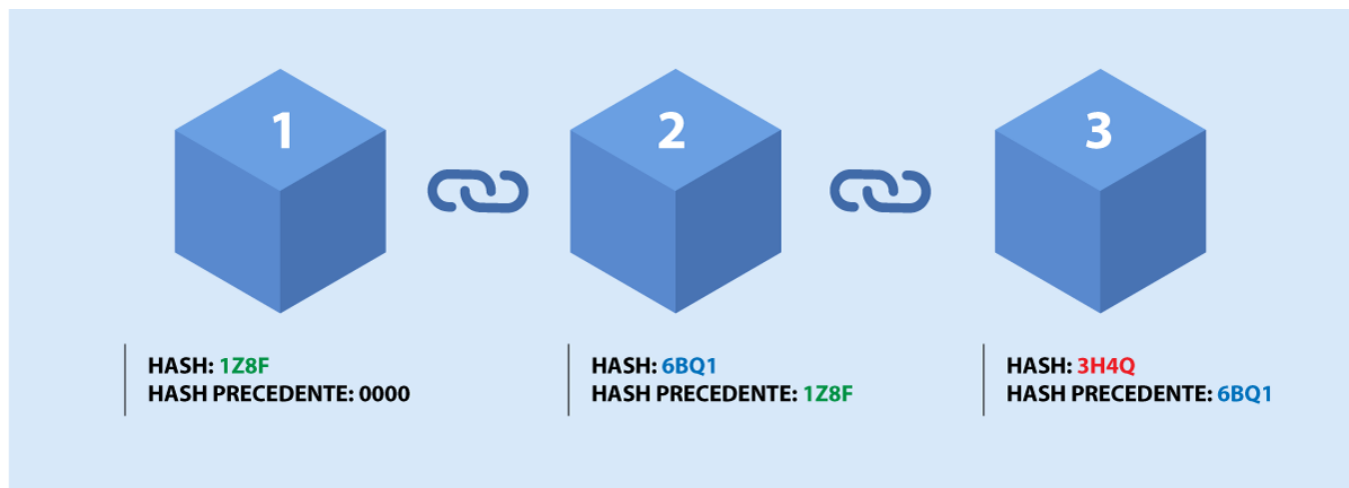 1
2
3
HASH: 1Z8F
HASH PRECEDENTE: 0000
HASH: 6BQ1
HASH PRECEDENTE: 1Z8F
HASH: 3H4Q
HASH PRECEDENTE: 6BQ1